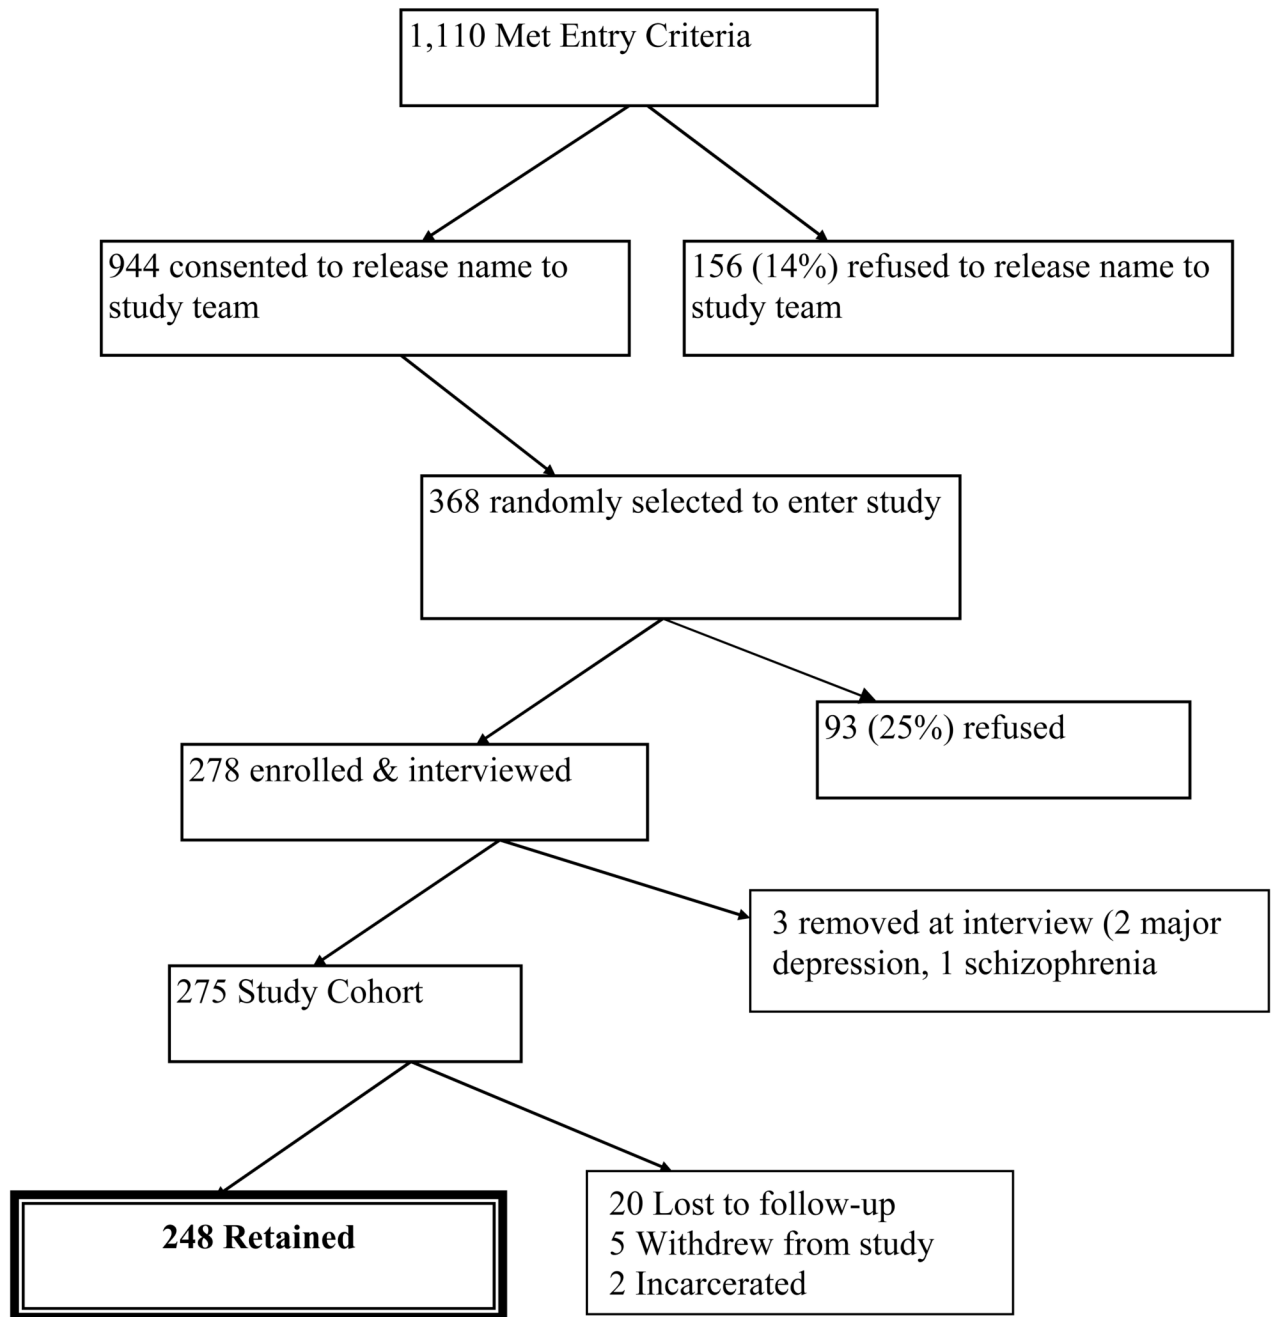 1,110 Met Entry Criteria
944 consented to release name to
study team
156 (14%) refused to release name to
study team
368 randomly selected to enter study
93 (25%) refused
278 enrolled & interviewed
3 removed at interview (2 major
depression, 1 schizophrenia
275 Study Cohort
248 Retained
20 Lost to follow-up
5 Withdrew from study
2 Incarcerated